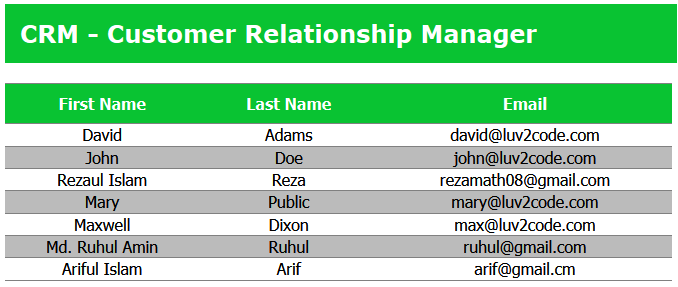 CRM - Customer Relationship Manager
First Name Last Name Email
David Adams david@luv2code.com
John Doe john@luv2code.com
Rezaul Islam Reza rezamath08@gmail.com
Mary Public mary@luv2code.com
Maxwell Dixon max@luv2code.com
Md. Ruhul Amin Ruhul ruhul@gmail.com
Ariful Islam Arif arif@gmail.cm